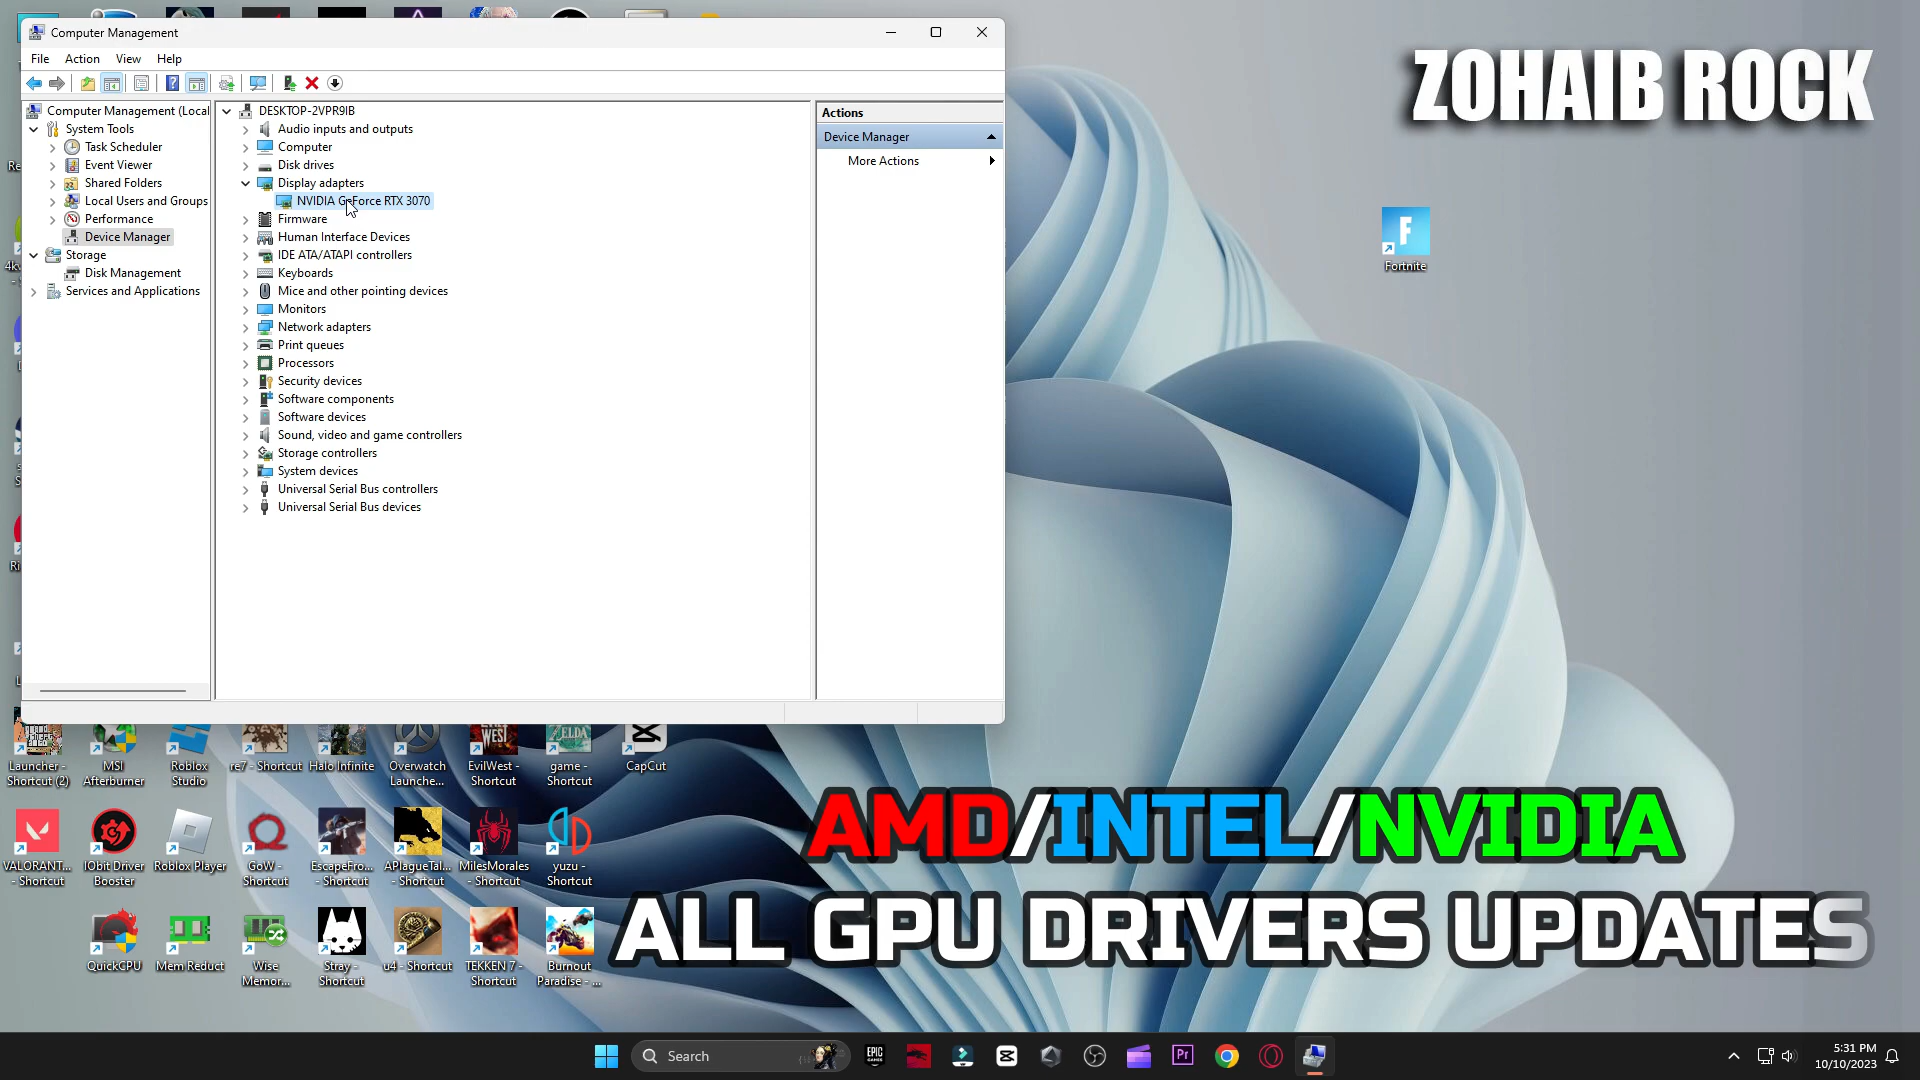 Computer Management
File Action View Help
Computer Management (Local
System Tools
Task Scheduler
Event Viewer
Shared Folders
Local Users and Groups
Performance
Device Manager
Storage
Disk Management
Services and Applications
DESKTOP-2VPR9IB
Audio inputs and outputs
Computer
Disk drives
Display adapters
NVIDIA GeForce RTX 3070
Firmware
Human Interface Devices
IDE ATA/ATAPI controllers
Keyboards
Mice and other pointing devices
Monitors
Network adapters
Print queues
Processors
Security devices
Software components
Software devices
Sound, video and game controllers
Storage controllers
System devices
Universal Serial Bus controllers
Universal Serial Bus devices
Actions
Device Manager
More Actions
ZOHAIB ROCK
Fortnite
Launcher - Shortcut (2)
MSI Afterburner
Roblox Studio
re7 - Shortcut
Halo Infinite
Overwatch Launche...
EvilWest - Shortcut
game - Shortcut
CapCut
VALORANT... - Shortcut
IObit Driver Booster
Roblox Player
GoW - Shortcut
EscapeFro... - Shortcut
APlagueTal... - Shortcut
MilesMorales - Shortcut
yuzu - Shortcut
QuickCPU
Mem Reduct
Wise Memor...
Stray - Shortcut
u4 - Shortcut
TEKKEN 7 - Shortcut
Burnout Paradise - ...
AMD/INTEL/NVIDIA
ALL GPU DRIVERS UPDATES
Search
EPIC GAMES
Pr
5:31 PM
10/10/2023